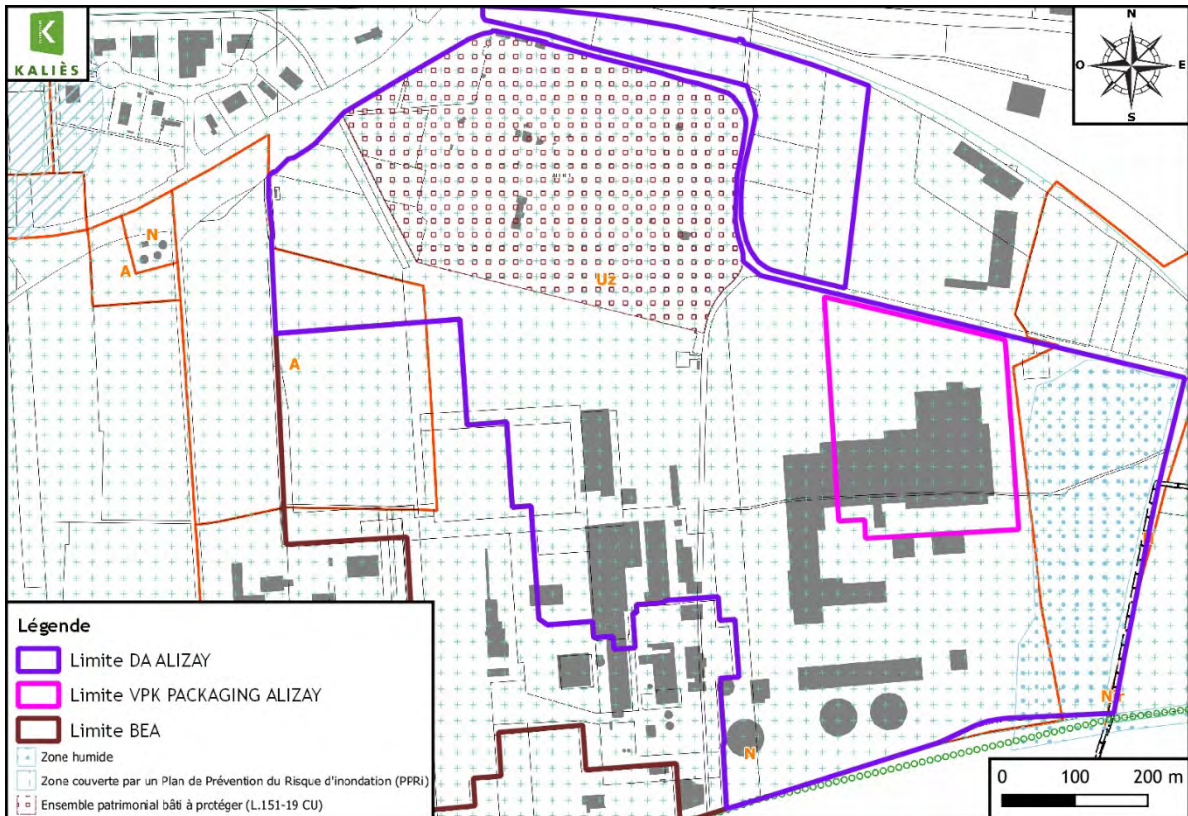 KALIÈS
N
O
E
S
N
A
Uz
A
N
Légende
Limite DA ALIZAY
Limite VPK PACKAGING ALIZAY
Limite BEA
Zone humide
Zone couverte par un Plan de Prévention du Risque d'inondation (PPRi)
Ensemble patrimonial bâti à protéger (L.151-19 CU)
0 100 200 m